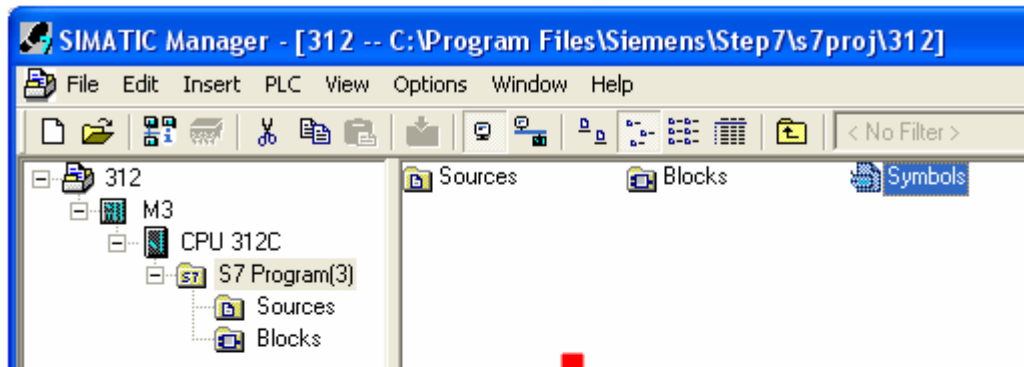 SIMATIC Manager - [312 -- C:\Program Files\Siemens\Step7\s7proj\312]
File Edit Insert PLC View Options Window Help
< No Filter >
312
M3
CPU 312C
S7 Program(3)
Sources
Blocks
Sources Blocks Symbols